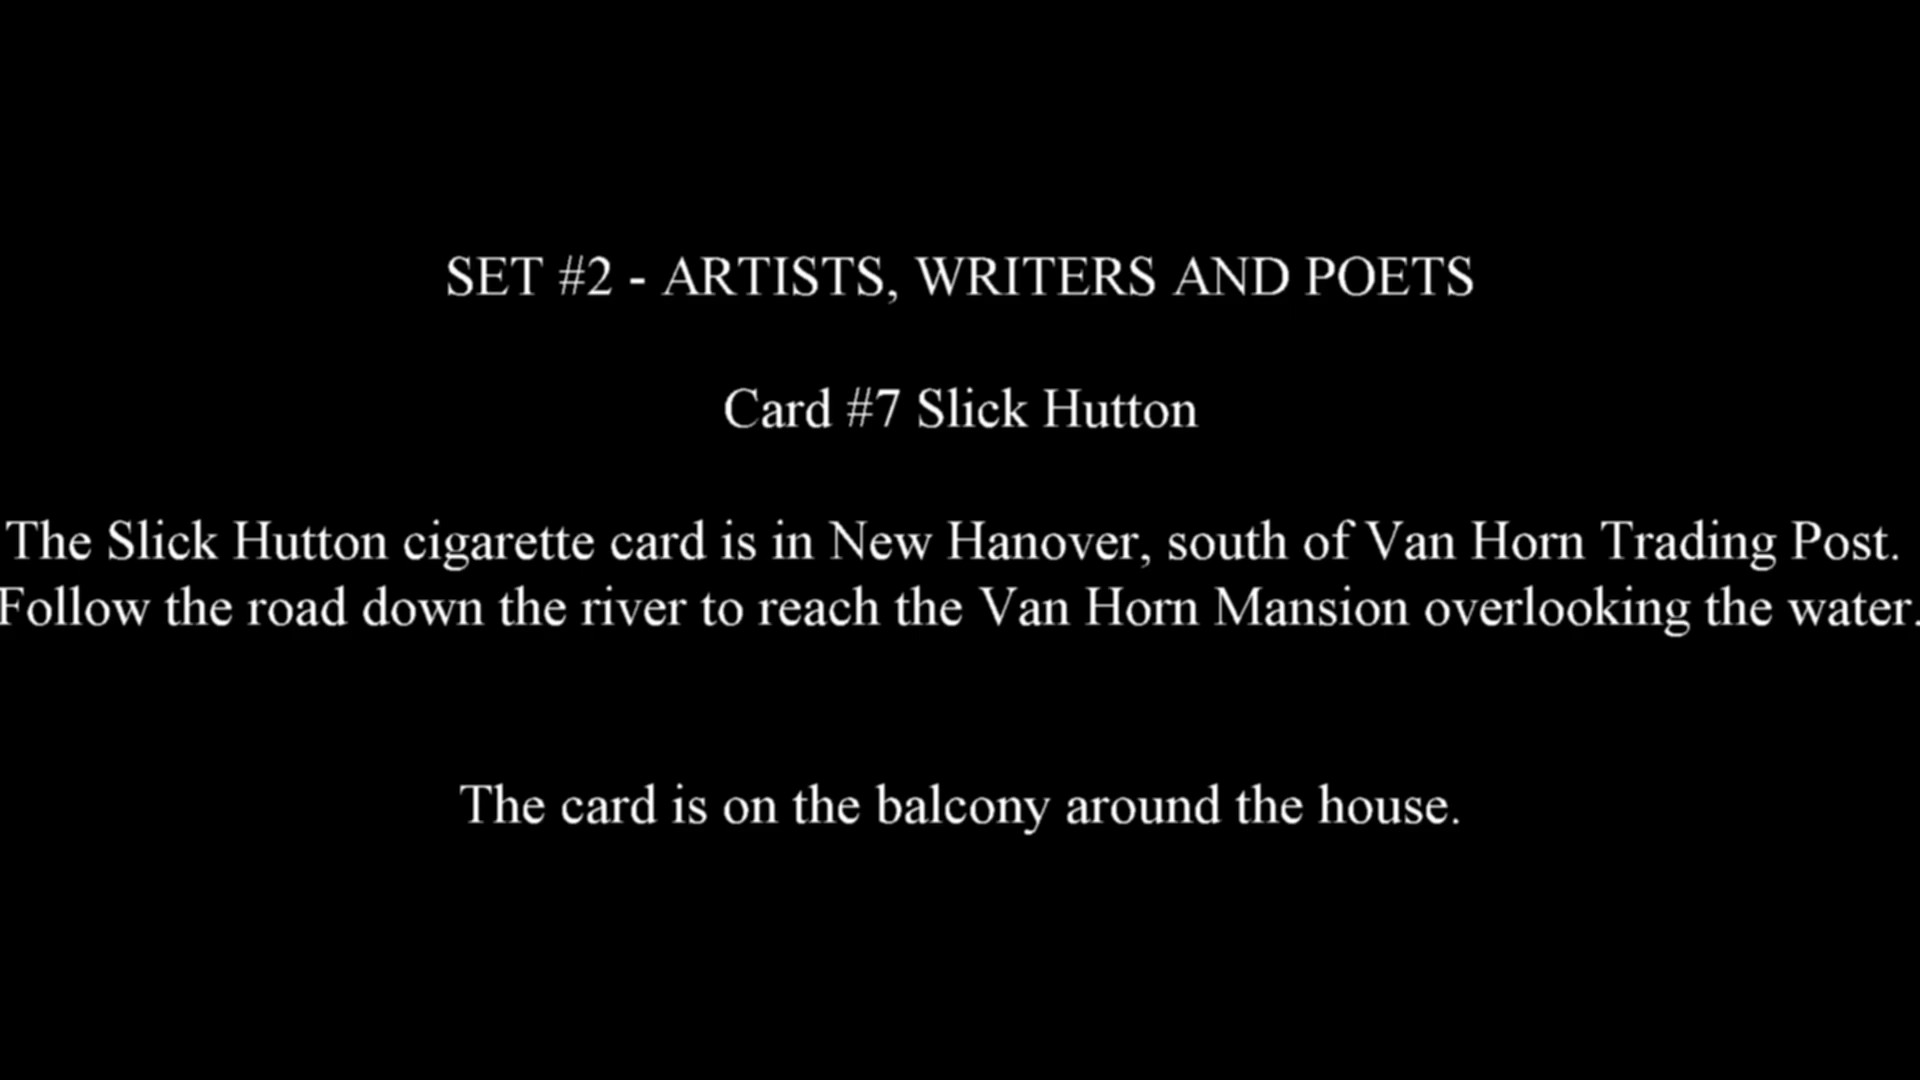 SET #2 - ARTISTS, WRITERS AND POETS
Card #7 Slick Hutton
The Slick Hutton cigarette card is in New Hanover, south of Van Horn Trading Post.
Follow the road down the river to reach the Van Horn Mansion overlooking the water.
The card is on the balcony around the house.